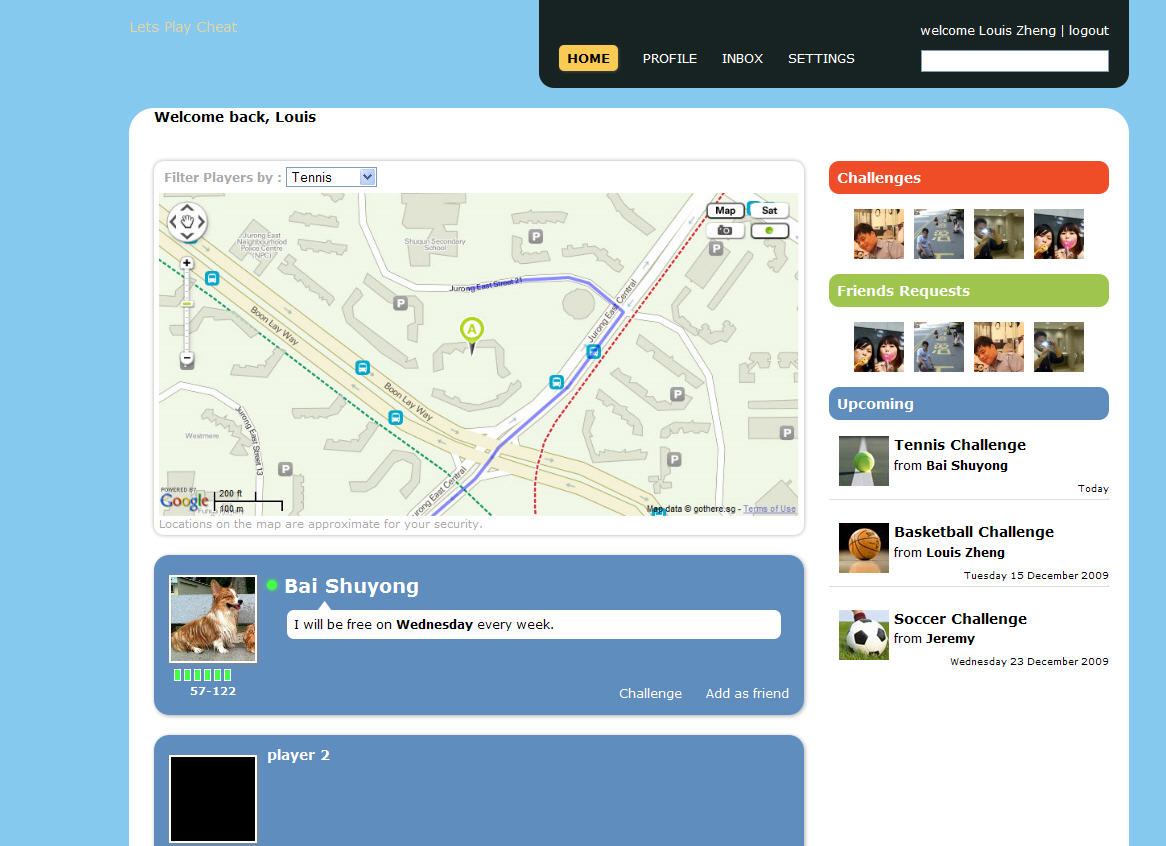 Lets Play Cheat
welcome Louis Zheng | logout
HOME PROFILE INBOX SETTINGS
Welcome back, Louis
Filter Players by : Tennis
Map Sat
Jurong East
Neighbourhood
Police Centre
(NPC)
Shuqun Secondary
School
P
P
P
Jurong East Street 21
Jurong East Central
Boon Lay Way
A
Boon Lay Way
P
Westmere
Jurong East Street 13
P
P
P
Jurong East Central
POWERED BY
Google
200 ft
100 m
Map data © gothere.sg - Terms of Use
Locations on the map are approximate for your security.
Bai Shuyong
I will be free on Wednesday every week.
57-122
Challenge Add as friend
player 2
Challenges
Friends Requests
Upcoming
Tennis Challenge
from Bai Shuyong
Today
Basketball Challenge
from Louis Zheng
Tuesday 15 December 2009
Soccer Challenge
from Jeremy
Wednesday 23 December 2009